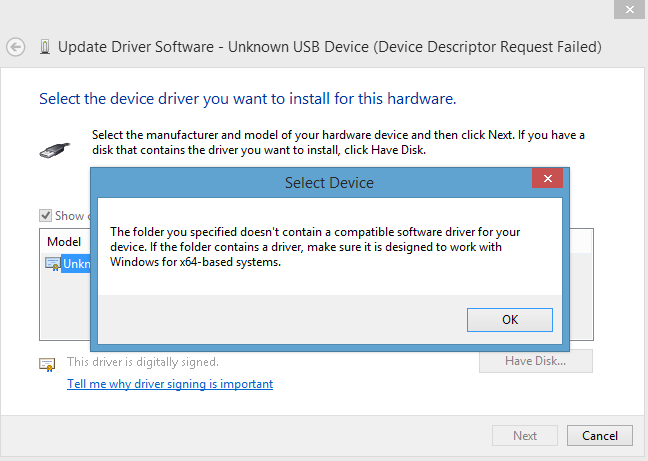 Update Driver Software - Unknown USB Device (Device Descriptor Request Failed)
Select the device driver you want to install for this hardware.
Select the manufacturer and model of your hardware device and then click Next. If you have a
disk that contains the driver you want to install, click Have Disk.
Select Device
Show
The folder you specified doesn't contain a compatible software driver for your
device. If the folder contains a driver, make sure it is designed to work with
Windows for x64-based systems.
Model
OK
This driver is digitally signed.
Have Disk...
Tell me why driver signing is important
Next
Cancel